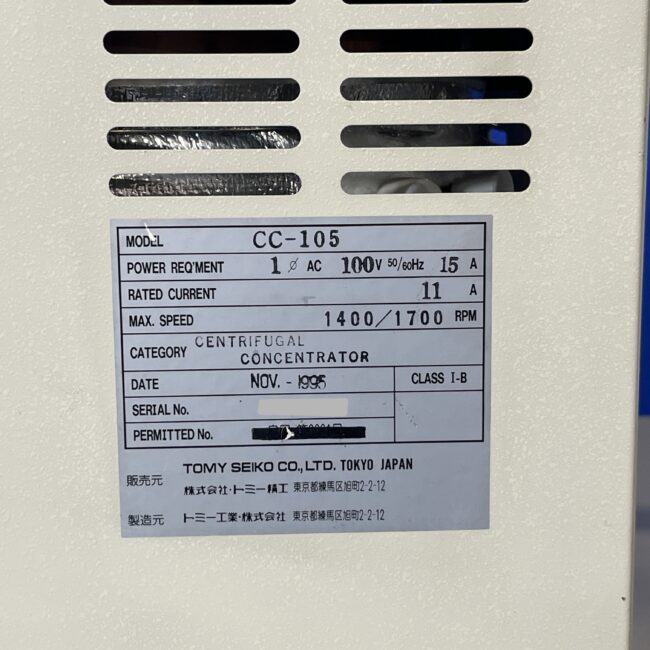 MODEL CC-105
POWER REQ'MENT 1 ø AC 100V 50/60Hz 15 A
RATED CURRENT 11 A
MAX. SPEED 1400/1700 RPM
CATEGORY CENTRIFUGAL
CONCENTRATOR
DATE NOV. - 1995 CLASS I-B
SERIAL No.
PERMITTED No.
TOMY SEIKO CO., LTD. TOKYO JAPAN
販売元 株式会社・トミー精工 東京都練馬区旭町2-2-12
製造元 トミー工業・株式会社 東京都練馬区旭町2-2-12